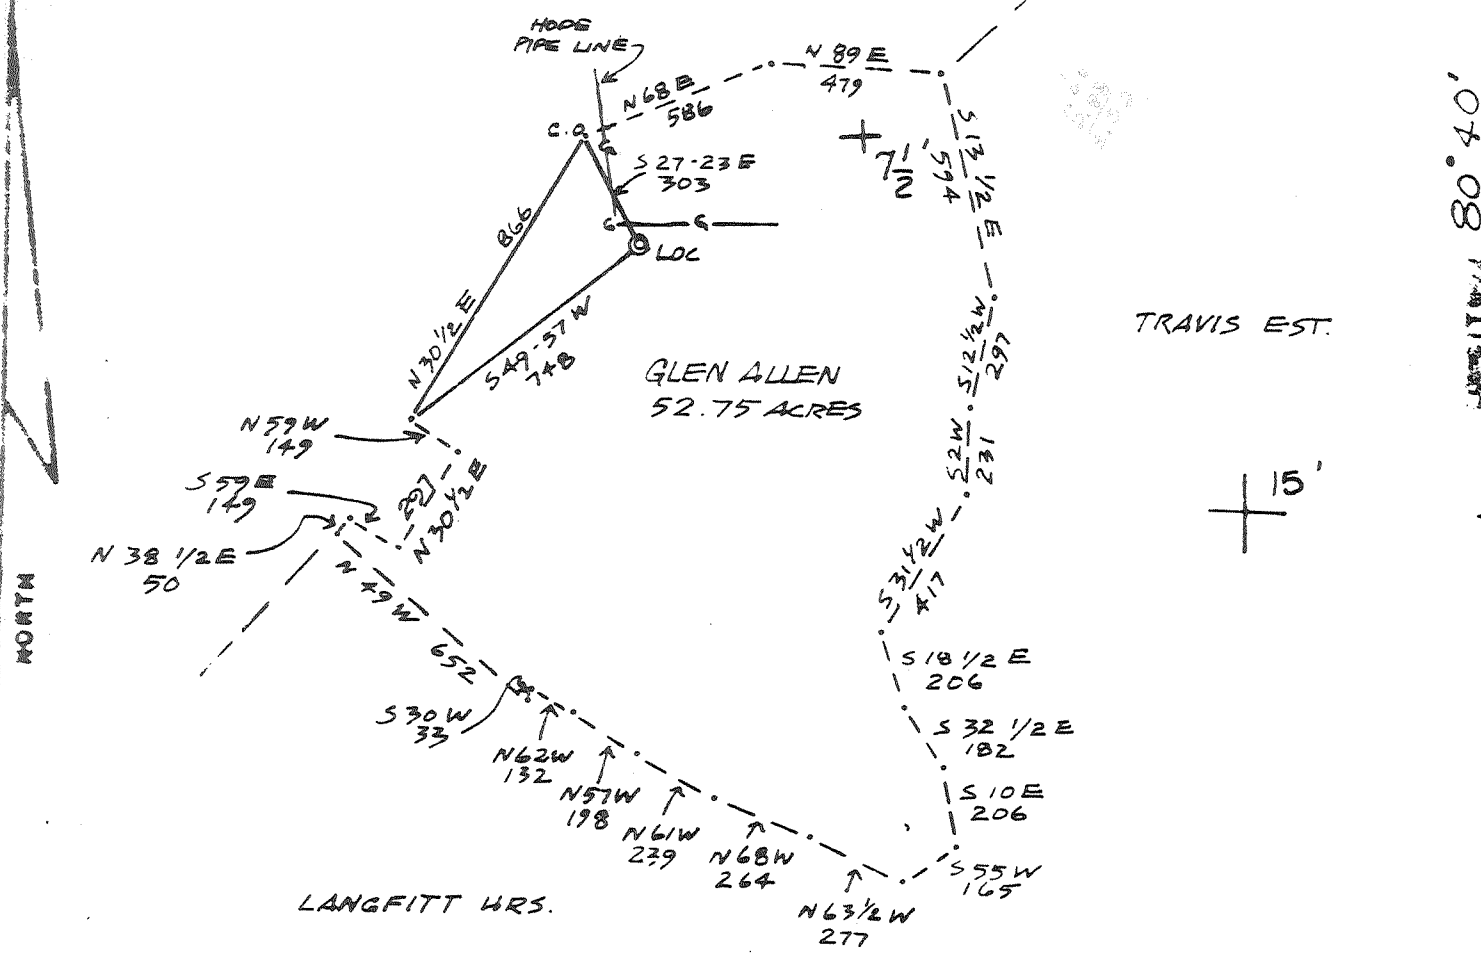 HOPE
PIPE LINE
N 89 E
479
N 68 E
586
C.O.
G
S 27-23 E
303
G
G
LOC
7 1/2'
S 13 1/2 E
594
80° 40'
866
N 30 1/2 E
S 49-57 W
748
GLEN ALLEN
52.75 ACRES
TRAVIS EST.
S 12 1/2 W
297
S 2 W
231
N 59 W
149
S 59 E
149
297
N 30 1/2 E
15'
N 38 1/2 E
50
NORTH
N 49 W
652
S 31 1/2 W
417
S 18 1/2 E
206
S 30 W
33
S 32 1/2 E
182
N 62 W
132
S 10 E
206
N 57 W
198
N 61 W
239
N 68 W
264
S 55 W
165
N 63 1/2 W
277
LANGFITT HRS.